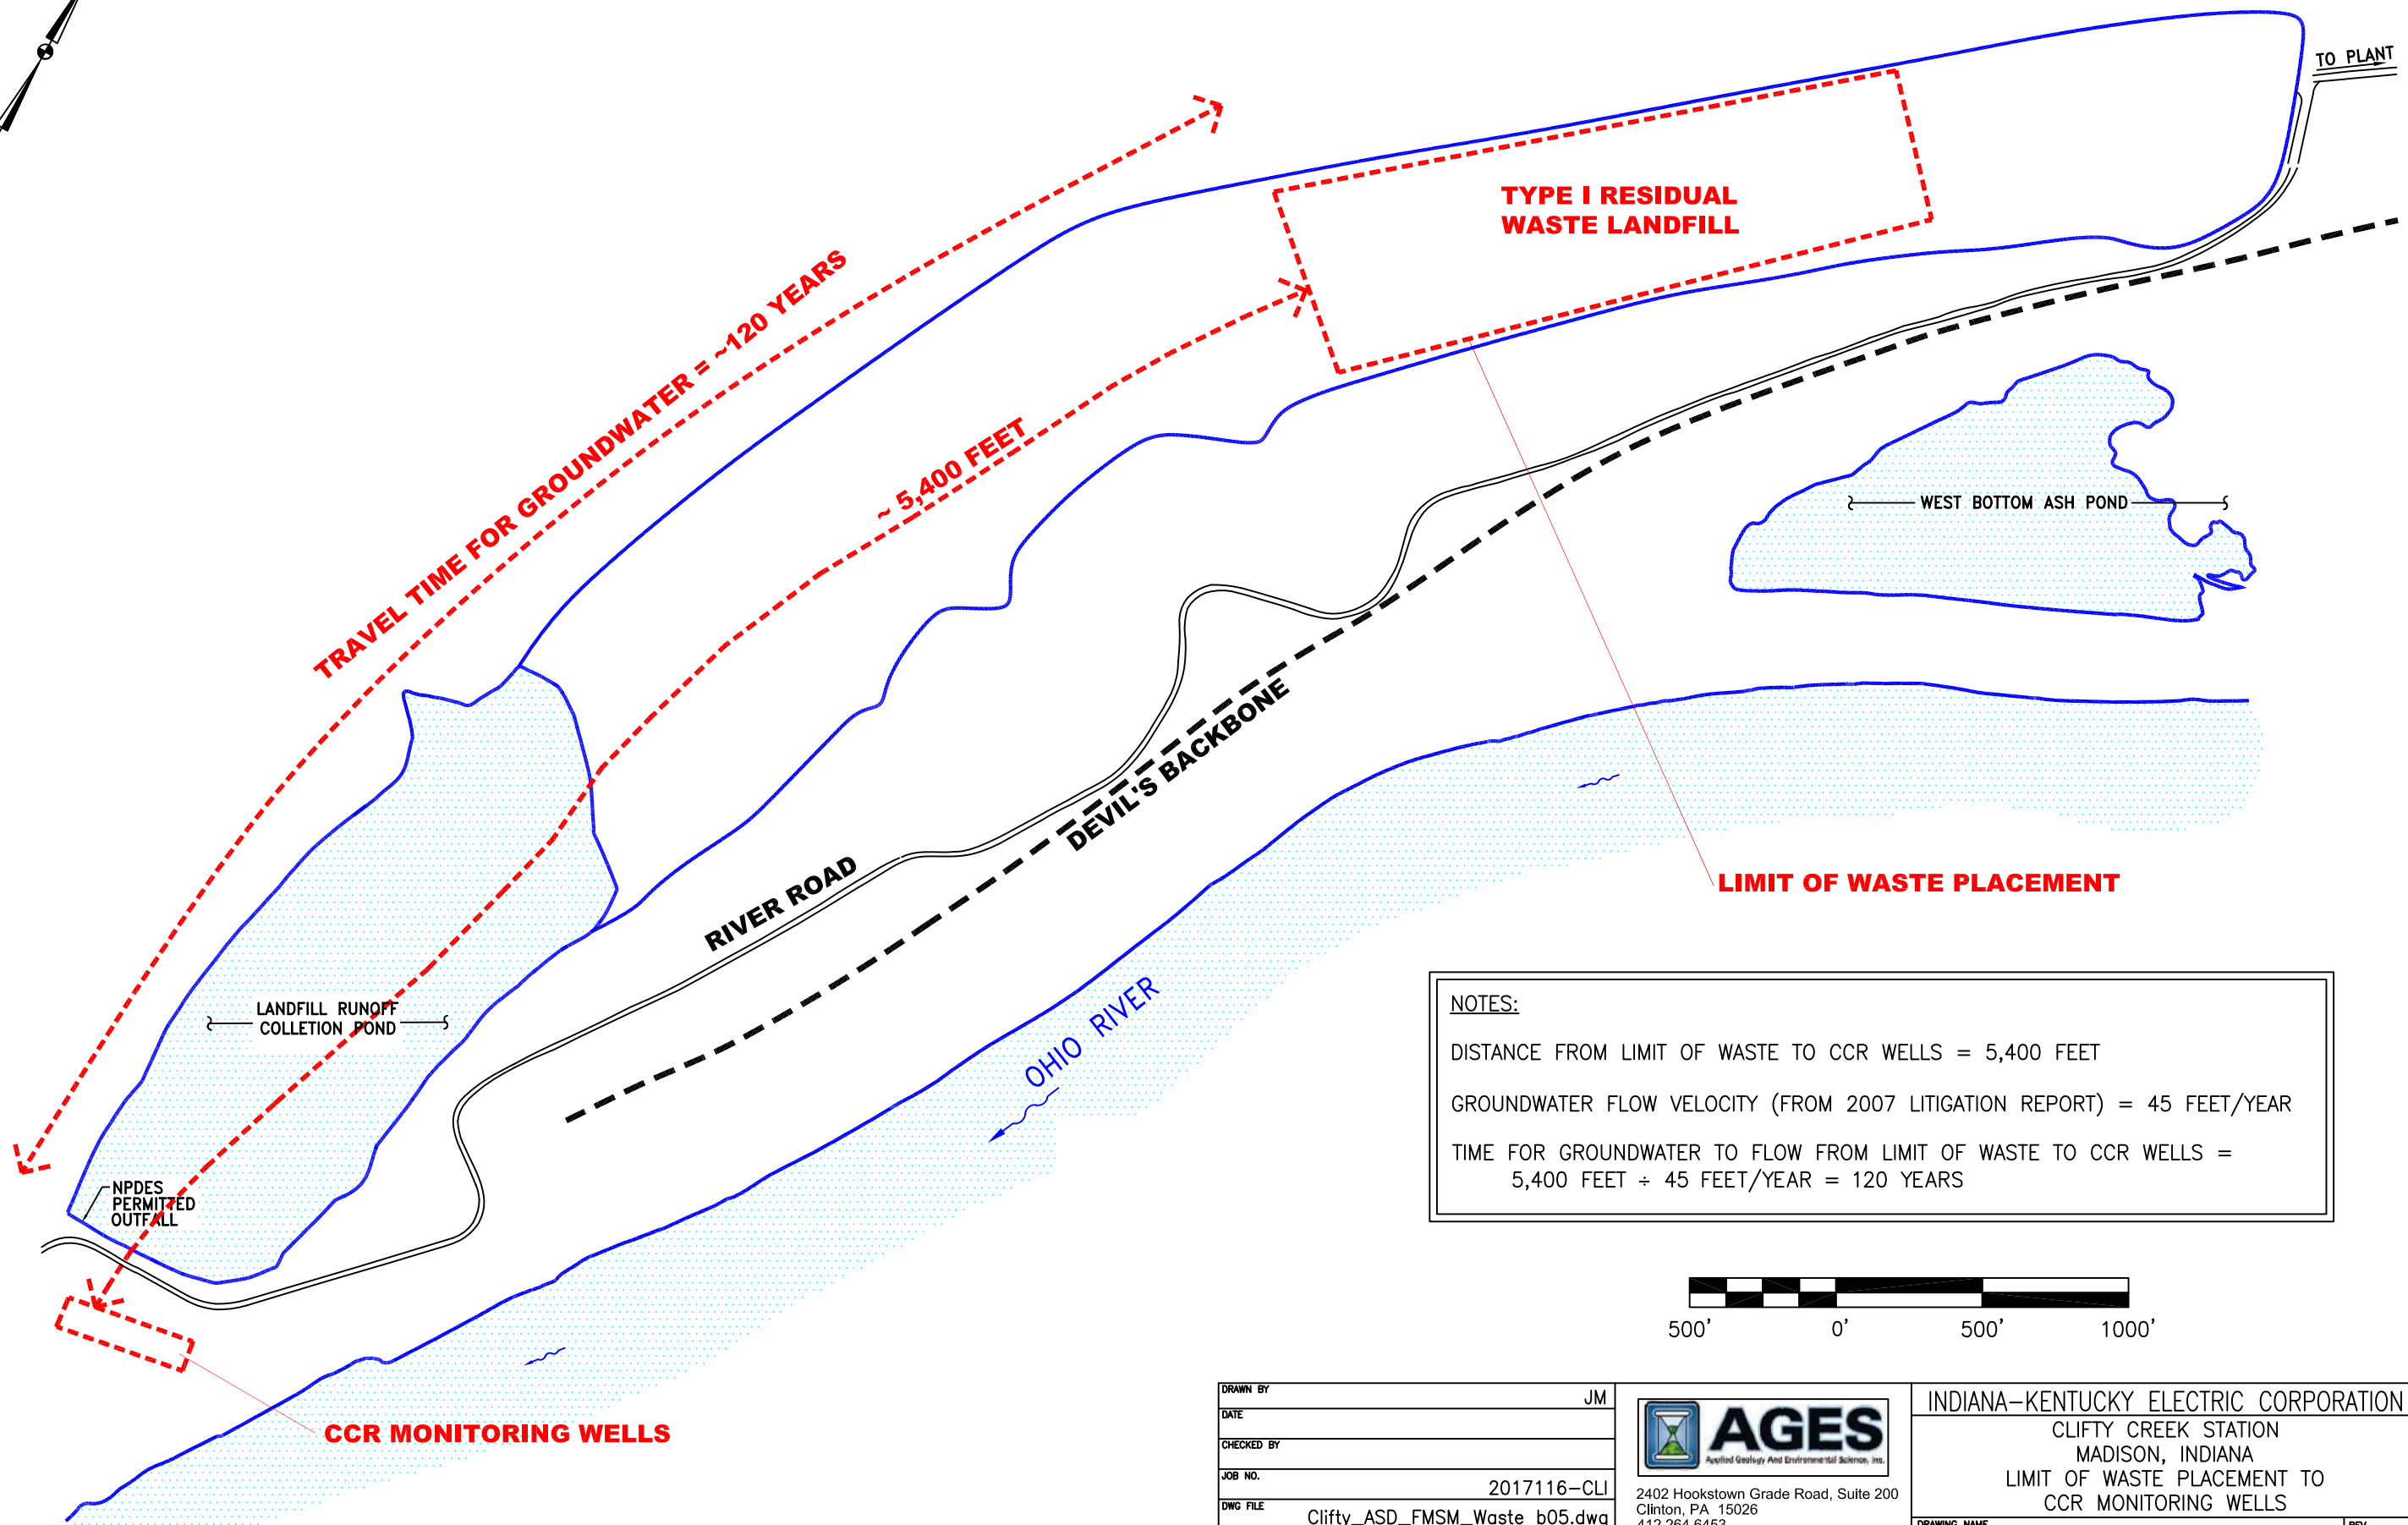 TO PLANT
TYPE I RESIDUAL
WASTE LANDFILL
TRAVEL TIME FOR GROUNDWATER = ~120 YEARS
~ 5,400 FEET
WEST BOTTOM ASH POND
DEVIL'S BACKBONE
RIVER ROAD
LIMIT OF WASTE PLACEMENT
OHIO RIVER
LANDFILL RUNOFF
COLLETION POND
NPDES
PERMITTED
OUTFALL
CCR MONITORING WELLS
NOTES:
DISTANCE FROM LIMIT OF WASTE TO CCR WELLS = 5,400 FEET
GROUNDWATER FLOW VELOCITY (FROM 2007 LITIGATION REPORT) = 45 FEET/YEAR
TIME FOR GROUNDWATER TO FLOW FROM LIMIT OF WASTE TO CCR WELLS =
5,400 FEET ÷ 45 FEET/YEAR = 120 YEARS
500' 0' 500' 1000'
DRAWN BY JM
DATE
CHECKED BY
JOB NO. 2017116-CLI
DWG FILE Clifty_ASD_FMSM_Waste_b05.dwg
AGES
Applied Geology And Environmental Science, Inc.
2402 Hookstown Grade Road, Suite 200
Clinton, PA 15026
412.264.6453
INDIANA-KENTUCKY ELECTRIC CORPORATION
CLIFTY CREEK STATION
MADISON, INDIANA
LIMIT OF WASTE PLACEMENT TO
CCR MONITORING WELLS
DRAWING NAME REV.